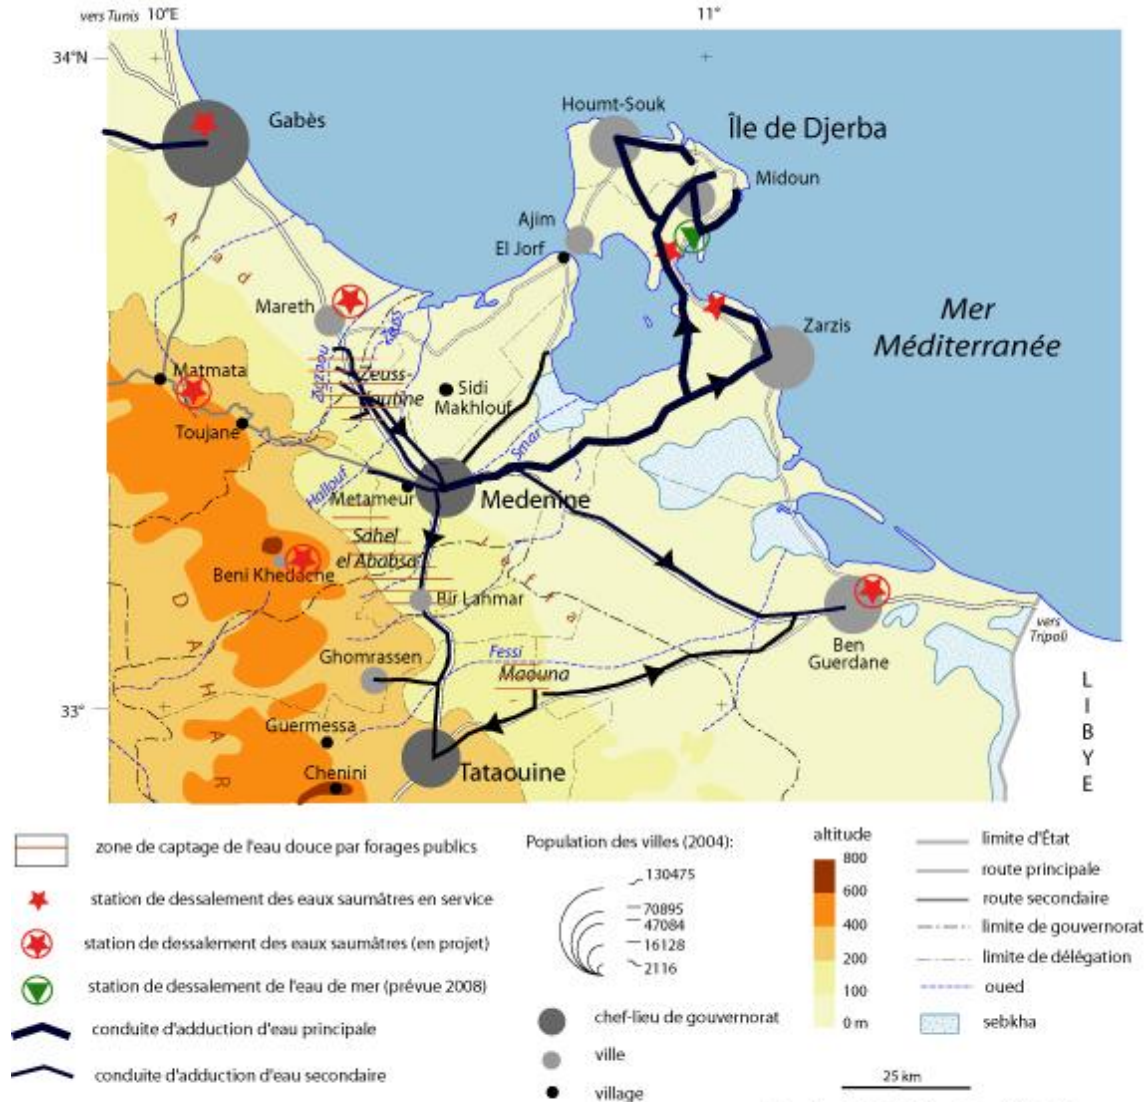 vers Tunis 10°E
11°
34°N
Houmt-Souk
Gabès
Île de Djerba
Midoun
Arad
Ajim
El Jorf
Mareth
Zeuss
Zigzaou
Mer
Méditerranée
Zarzis
Matmata
Zeuss-
Koutine
Sidi
Makhlouf
Toujane
Smar
Hallouf
Metameur
Medenine
Sahel
el Ababsa
Jeffara
Beni Khedache
Bir Lahmar
DAHAR
vers
Tripoli
Ben
Guerdane
Ghomrassen
Fessi
Maouna
LIBYE
33°
Guermessa
Chenini
Tataouine
zone de captage de l'eau douce par forages publics
station de dessalement des eaux saumâtres en service
station de dessalement des eaux saumâtres (en projet)
station de dessalement de l'eau de mer (prévue 2008)
conduite d'adduction d'eau principale
conduite d'adduction d'eau secondaire
Population des villes (2004):
130475
70895
47084
16128
2116
chef-lieu de gouvernorat
ville
village
altitude
800
600
400
200
100
0 m
limite d'État
route principale
route secondaire
limite de gouvernorat
limite de délégation
oued
sebkha
25 km